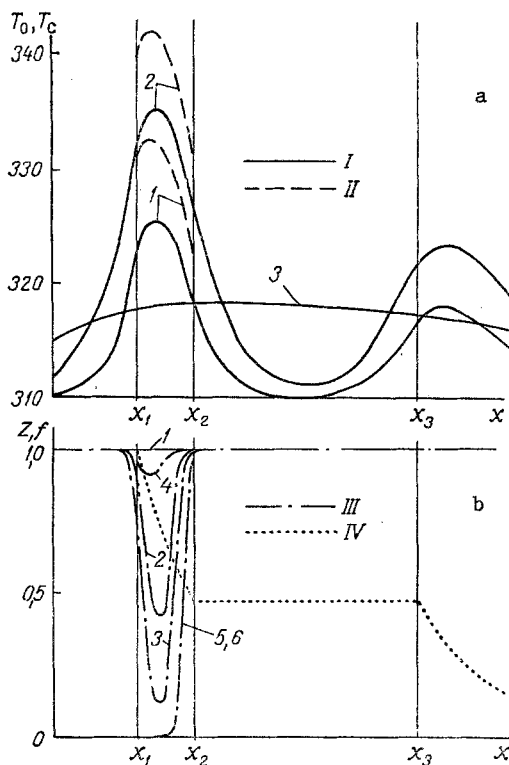 T₀, T_c
a
340
2
I
II
330
1
3
320
310
x₁ x₂ x₃ x
Z, f
b
1,0
1
4
III
IV
2
0,5
3
5,6
0
x₁ x₂ x₃ x